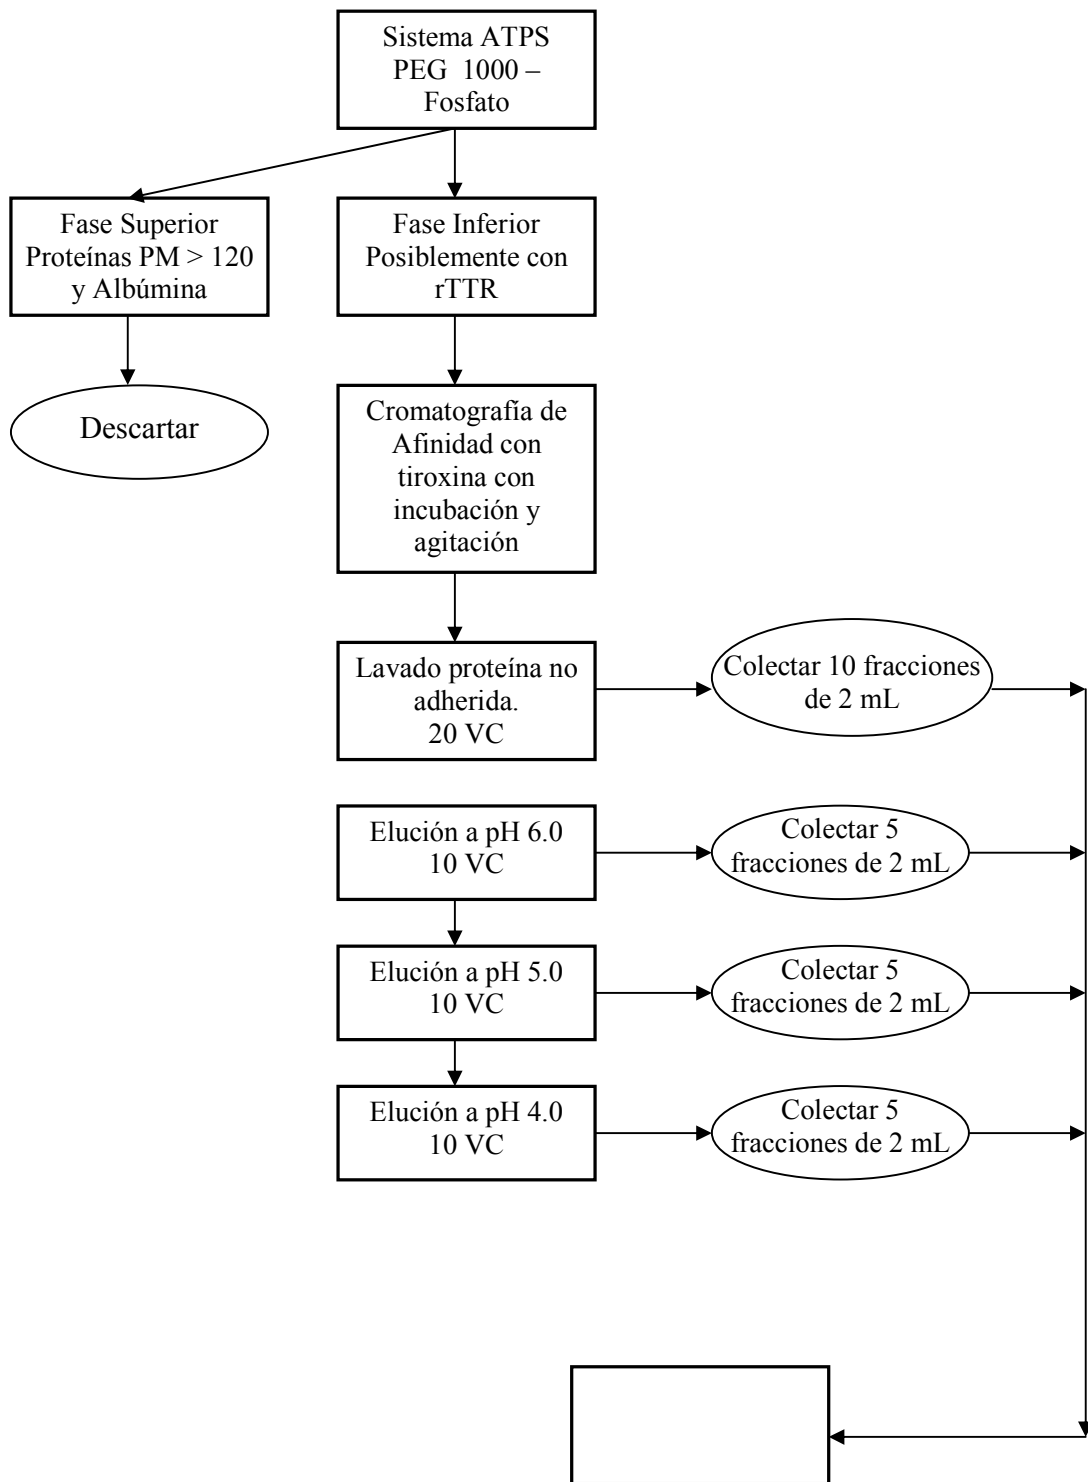 Sistema ATPS
PEG  1000 –
Fosfato
Fase Superior
Proteínas PM > 120
y Albúmina
Fase Inferior
Posiblemente con
rTTR
Descartar
Cromatografía de
Afinidad con
tiroxina con
incubación y
agitación
Lavado proteína no
adherida.
20 VC
Colectar 10 fracciones
de 2 mL
Elución a pH 6.0
10 VC
Colectar 5
fracciones de 2 mL
Elución a pH 5.0
10 VC
Colectar 5
fracciones de 2 mL
Elución a pH 4.0
10 VC
Colectar 5
fracciones de 2 mL